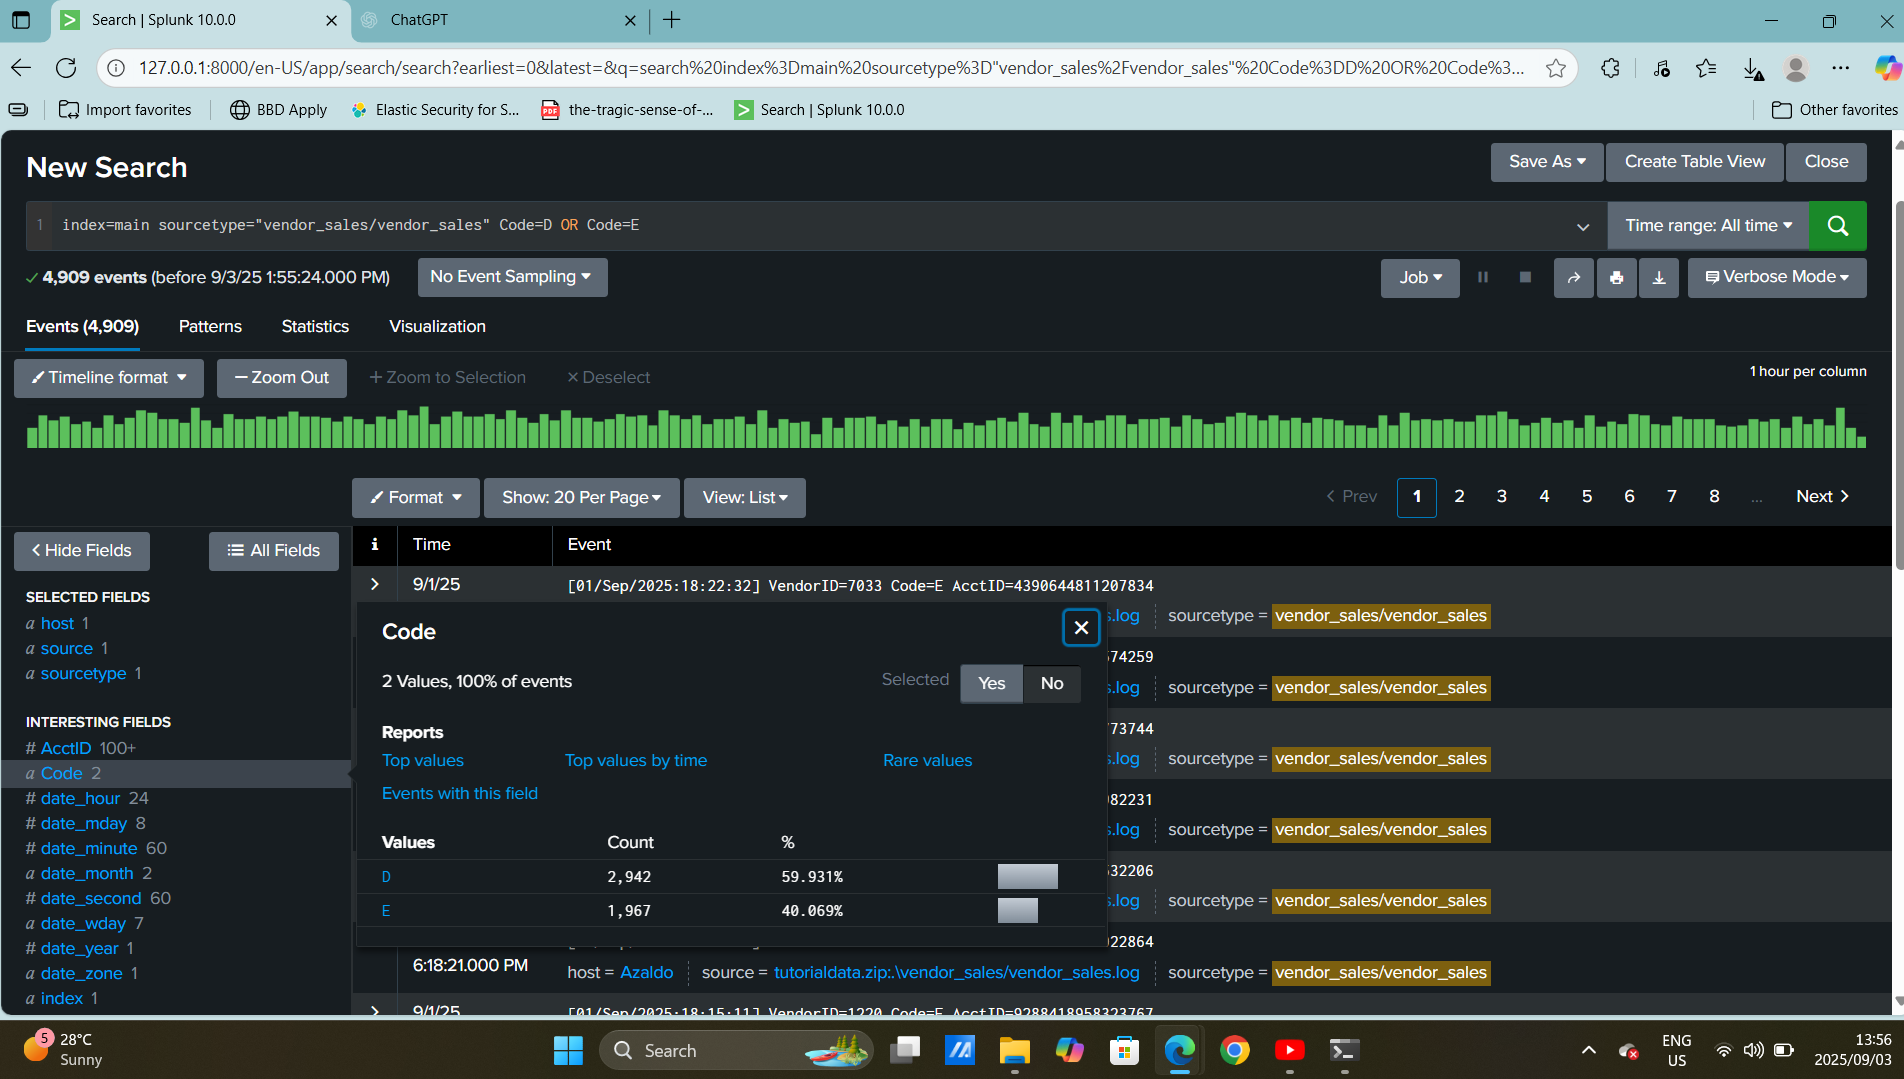 Search | Splunk 10.0.0
ChatGPT
127.0.0.1:8000/en-US/app/search/search?earliest=0&latest=&q=search%20index%3Dmain%20sourcetype%3D"vendor_sales%2Fvendor_sales"%20Code%3DD%20OR%20Code%3...
Import favorites
BBD Apply
Elastic Security for S...
PDF
the-tragic-sense-of-...
Search | Splunk 10.0.0
Other favorites
New Search
Save As
Create Table View
Close
1
index=main sourcetype="vendor_sales/vendor_sales" Code=D OR Code=E
Time range: All time
4,909 events (before 9/3/25 1:55:24.000 PM)
No Event Sampling
Job
Verbose Mode
Events (4,909)
Patterns
Statistics
Visualization
Timeline format
— Zoom Out
+ Zoom to Selection
× Deselect
1 hour per column
Format
Show: 20 Per Page
View: List
< Prev
1
2
3
4
5
6
7
8
...
Next >
< Hide Fields
All Fields
i
Time
Event
SELECTED FIELDS
a host 1
a source 1
a sourcetype 1
INTERESTING FIELDS
# AcctID 100+
a Code 2
# date_hour 24
# date_mday 8
# date_minute 60
a date_month 2
# date_second 60
a date_wday 7
# date_year 1
a date_zone 1
a index 1
> 9/1/25
[01/Sep/2025:18:22:32] VendorID=7033 Code=E AcctID=4390644811207834
s.log
sourcetype = vendor_sales/vendor_sales
574259
s.log
sourcetype = vendor_sales/vendor_sales
773744
s.log
sourcetype = vendor_sales/vendor_sales
982231
s.log
sourcetype = vendor_sales/vendor_sales
532206
s.log
sourcetype = vendor_sales/vendor_sales
922864
Code
2 Values, 100% of events
Selected
Yes
No
Reports
Top values
Top values by time
Rare values
Events with this field
Values
Count
%
D
2,942
59.931%
E
1,967
40.069%
6:18:21.000 PM
host = Azaldo
source = tutorialdata.zip:.\vendor_sales/vendor_sales.log
sourcetype = vendor_sales/vendor_sales
> 9/1/25
[01/Sep/2025:18:15:11] VendorID=1220 Code=E AcctID=9288418958323767
5
28°C
Sunny
Search
ENG
US
13:56
2025/09/03